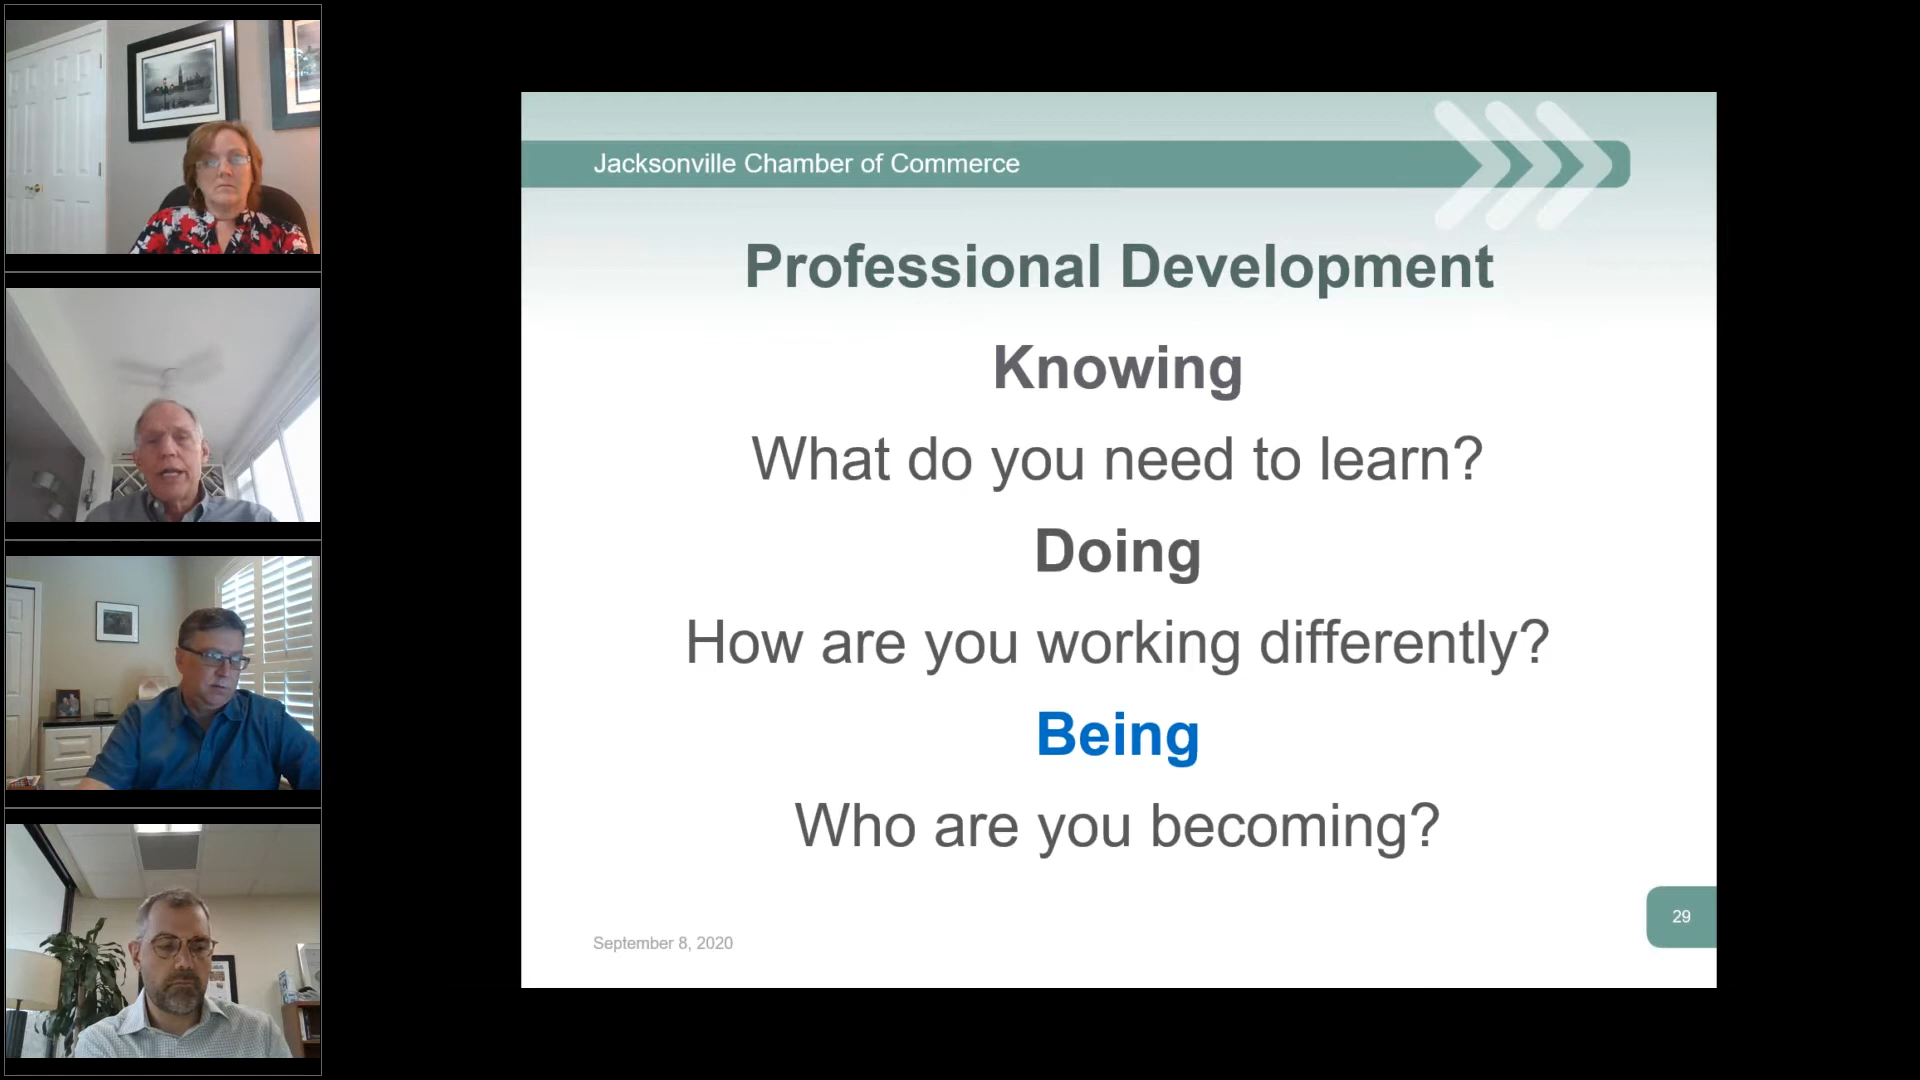 Jacksonville Chamber of Commerce
Professional Development
Knowing
What do you need to learn?
Doing
How are you working differently?
Being
Who are you becoming?
September 8, 2020
29